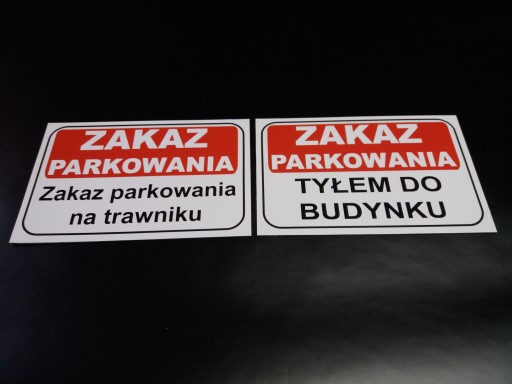 ZAKAZ
PARKOWANIA
Zakaz parkowania
na trawniku
ZAKAZ
PARKOWANIA
TYŁEM DO
BUDYNKU